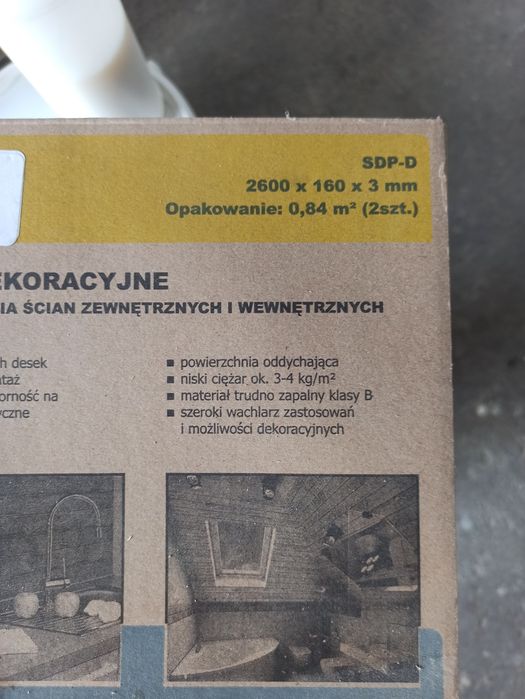 SDP-D
2600 x 160 x 3 mm
Opakowanie: 0,84 m² (2szt.)
EKORACYJNE
IA ŚCIAN ZEWNĘTRZNYCH I WEWNĘTRZNYCH
h desek
taż
orność na
yczne
▪ powierzchnia oddychająca
▪ niski ciężar ok. 3-4 kg/m²
▪ materiał trudno zapalny klasy B
▪ szeroki wachlarz zastosowań
i możliwości dekoracyjnych